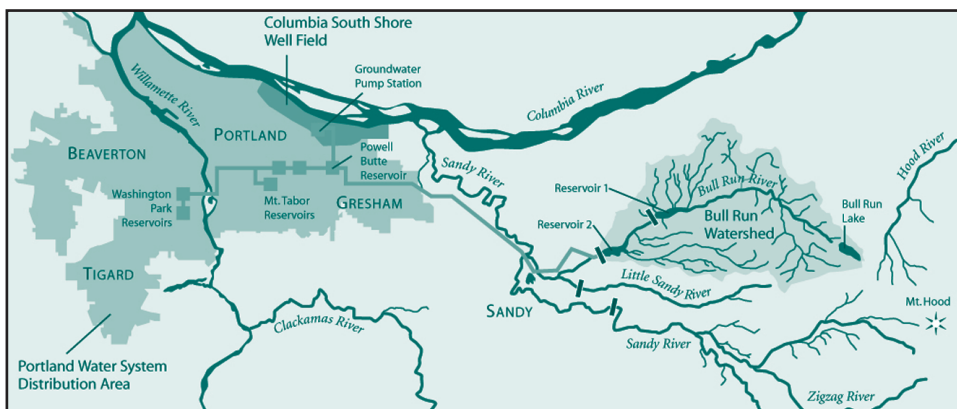 Columbia South Shore
Well Field
Groundwater
Pump Station
Willamette River
Columbia River
PORTLAND
BEAVERTON
Powell
Butte
Reservoir
Sandy River
Hood River
Reservoir 1
Bull Run River
Washington
Park
Reservoirs
Mt. Tabor
Reservoirs
GRESHAM
Reservoir 2
Bull Run
Watershed
Bull Run
Lake
TIGARD
Little Sandy River
Mt. Hood
SANDY
Clackamas River
Sandy River
Portland Water System
Distribution Area
Zigzag River